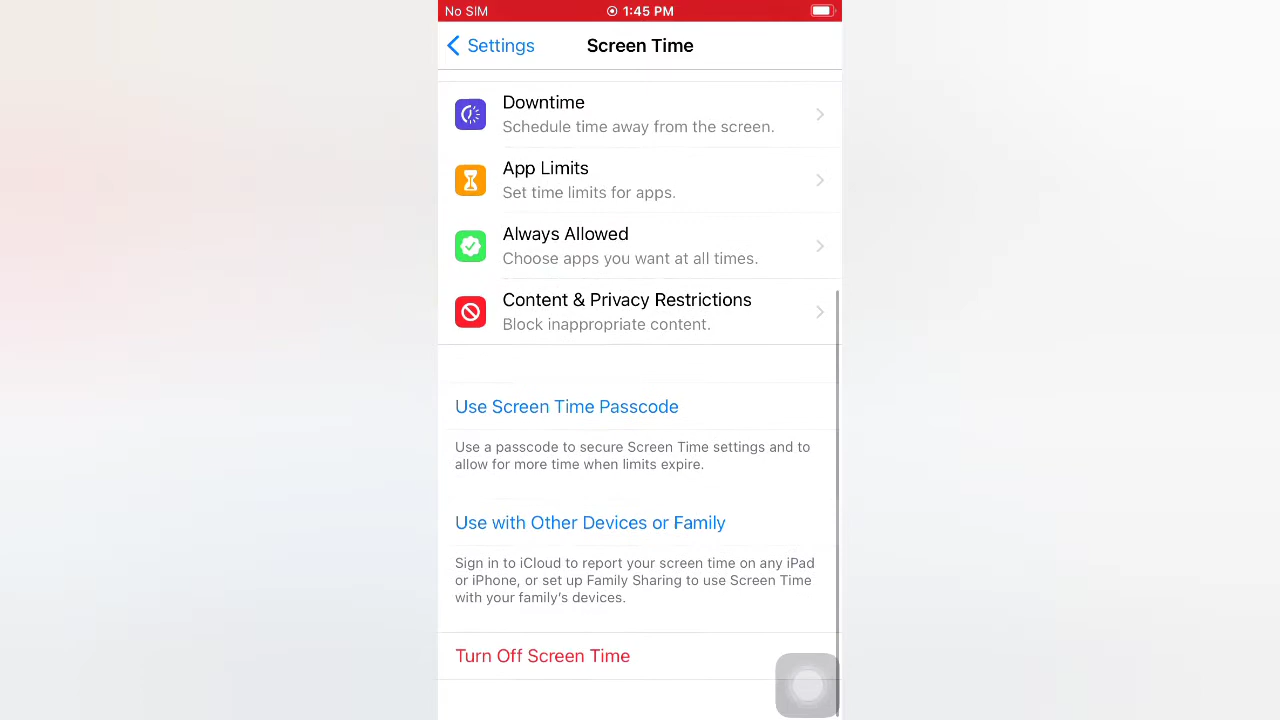 No SIM 1:45 PM
Settings Screen Time
Downtime
Schedule time away from the screen.
App Limits
Set time limits for apps.
Always Allowed
Choose apps you want at all times.
Content & Privacy Restrictions
Block inappropriate content.
Use Screen Time Passcode
Use a passcode to secure Screen Time settings and to
allow for more time when limits expire.
Use with Other Devices or Family
Sign in to iCloud to report your screen time on any iPad
or iPhone, or set up Family Sharing to use Screen Time
with your family's devices.
Turn Off Screen Time